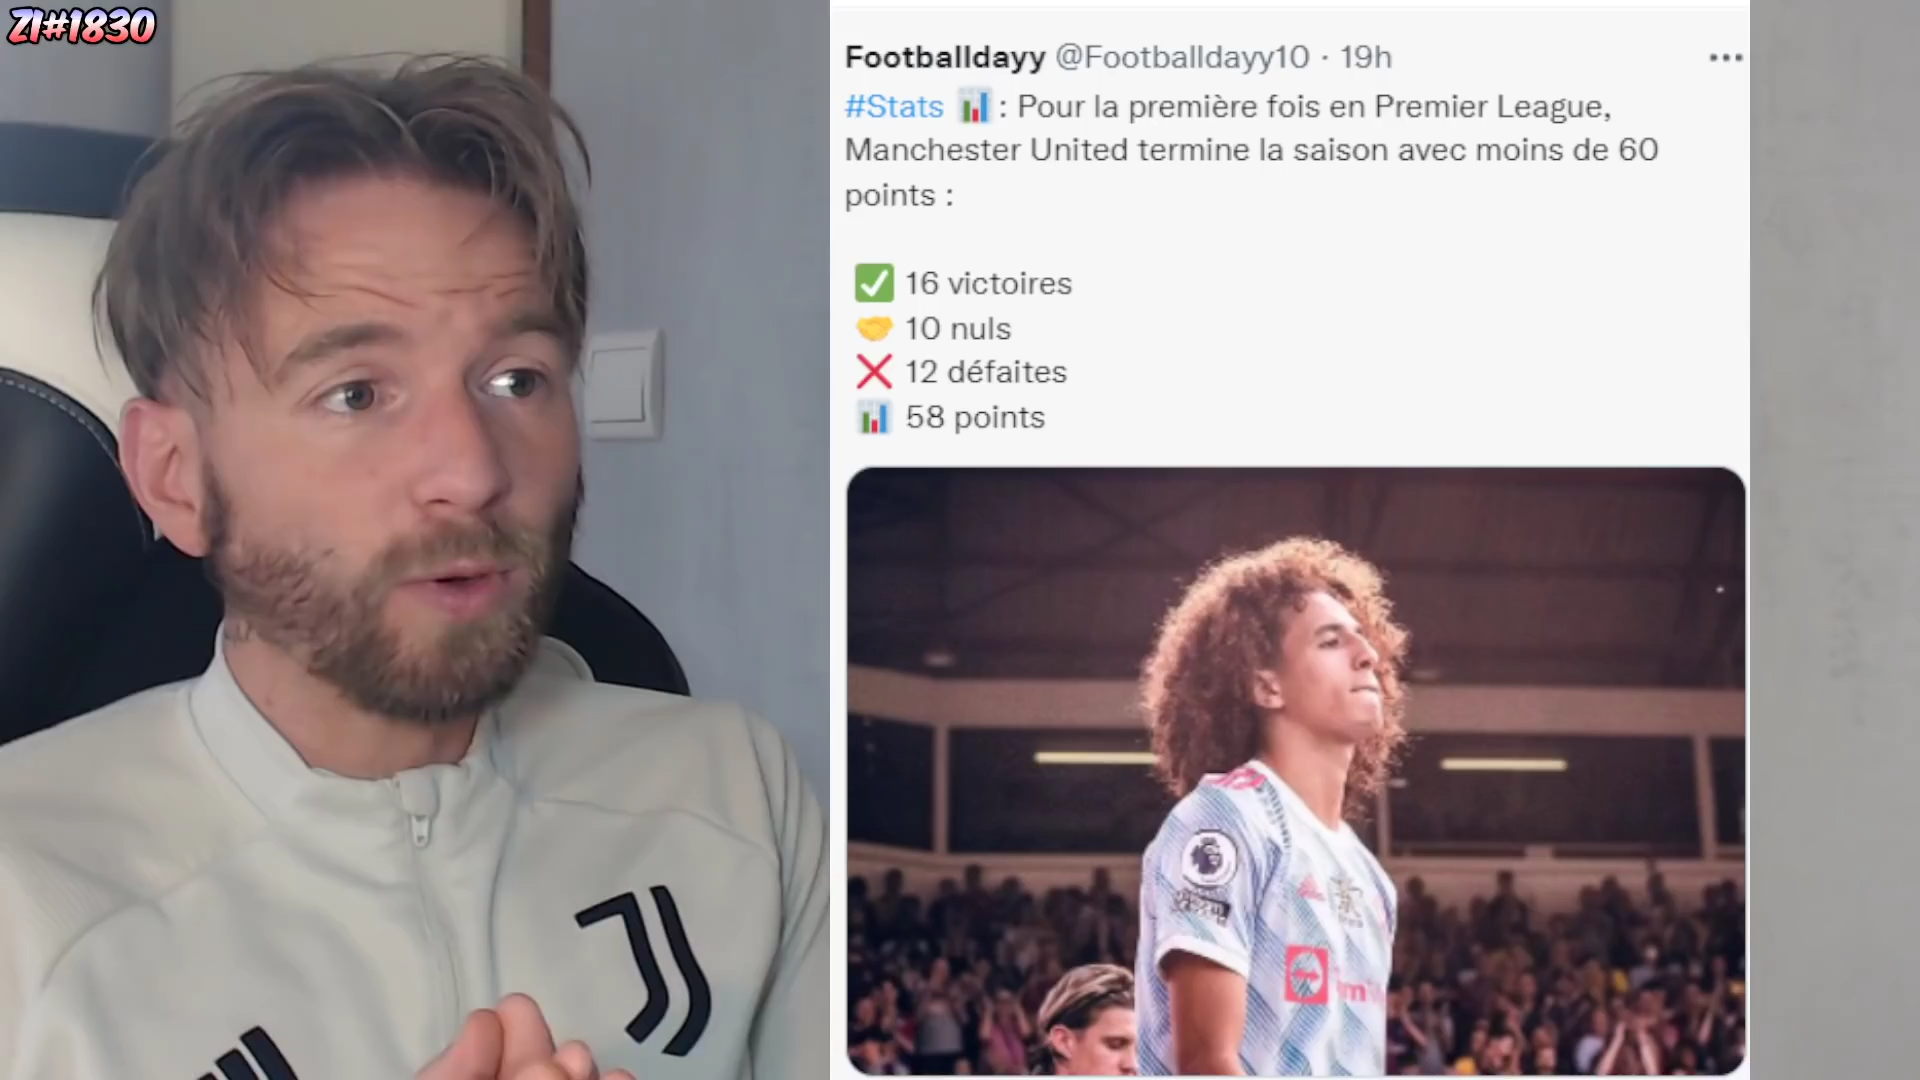 ZI#1830
Footballdayy @Footballdayy10 · 19h
#Stats 📊 : Pour la première fois en Premier League,
Manchester United termine la saison avec moins de 60
points :
✅ 16 victoires
🤝 10 nuls
❌ 12 défaites
📊 58 points